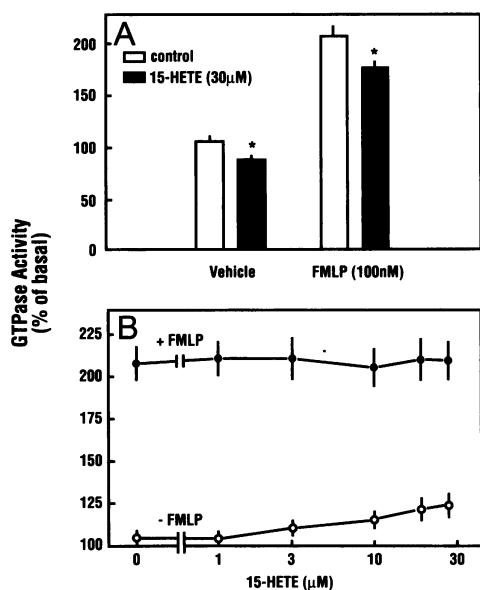 A
control
15-HETE (30μM)
200
150
100
50
0
*
*
Vehicle
FMLP (100nM)
GTPase Activity
(% of basal)
B
+ FMLP
225
200
175
150
125
100
- FMLP
0
1
3
10
30
15-HETE (μM)